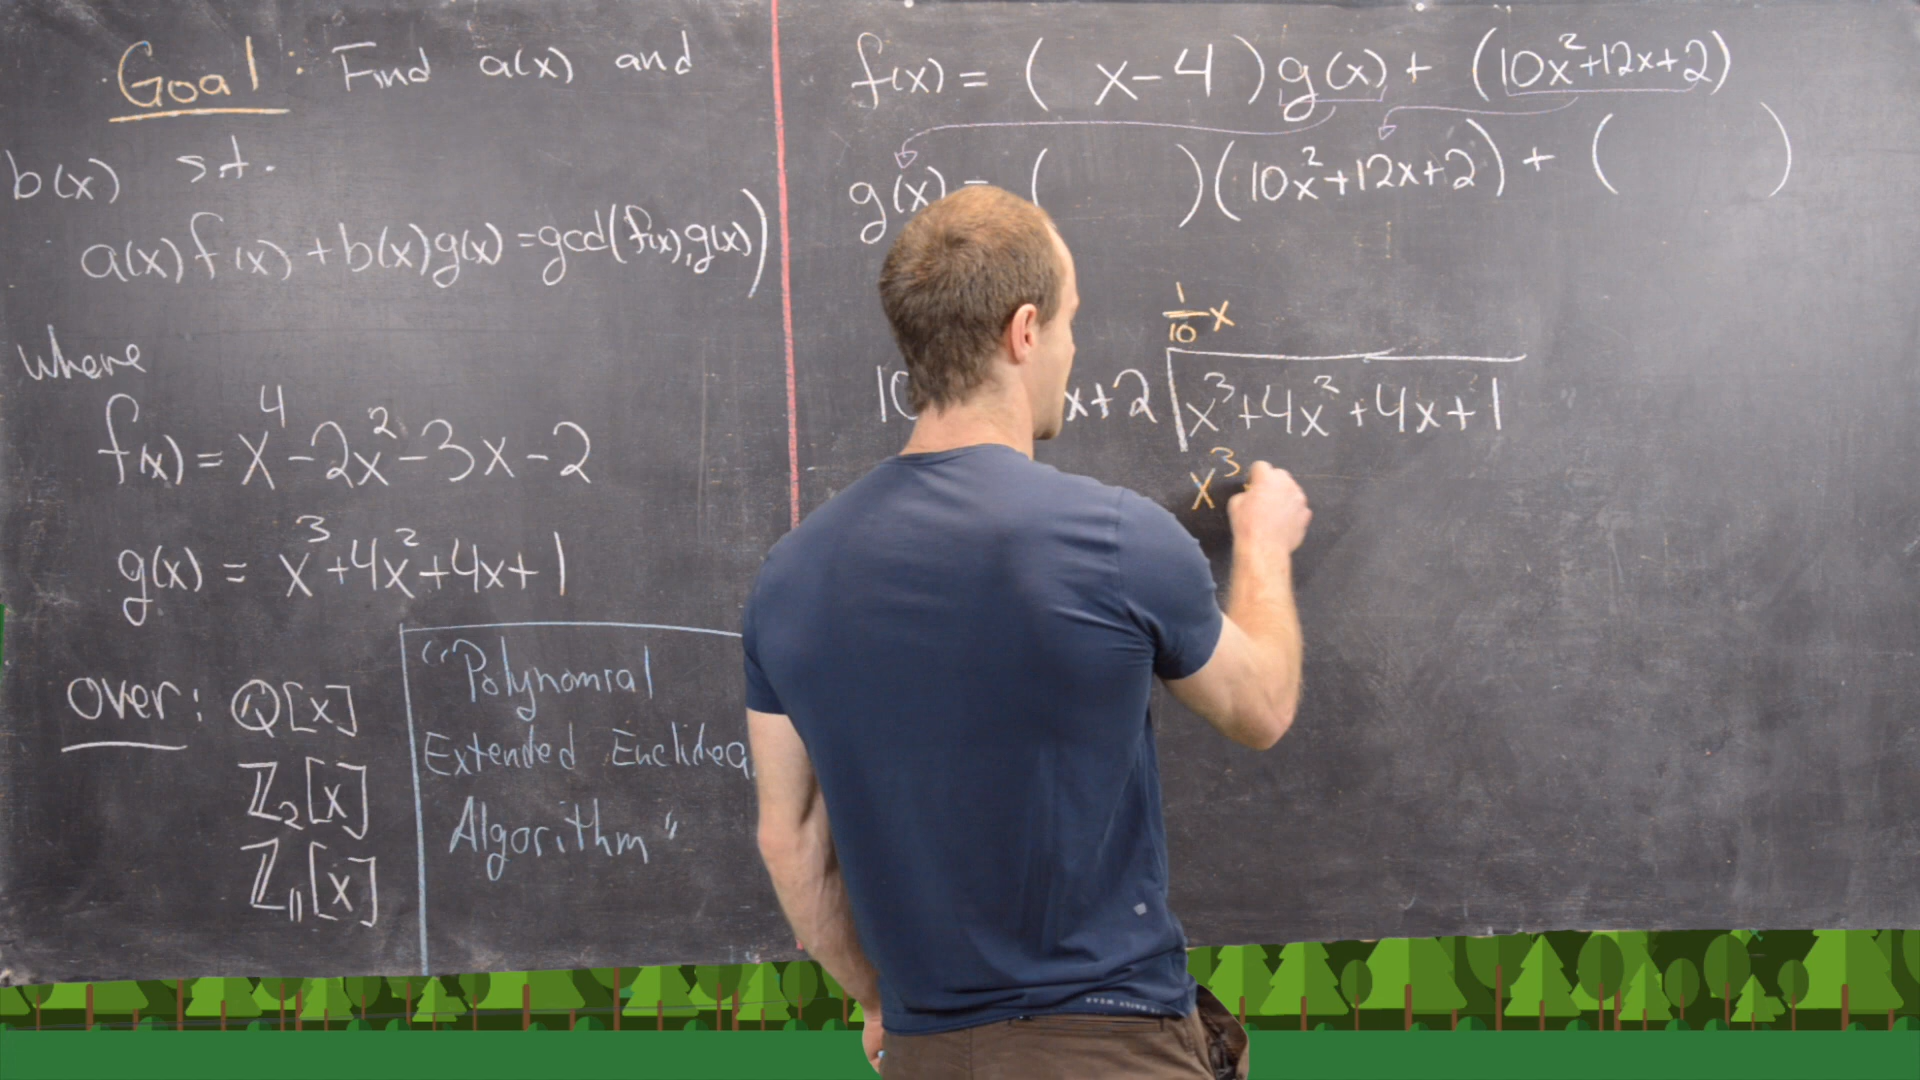 Goal: Find a(x) and
b(x) s.t.
a(x)f(x)+b(x)g(x)=gcd(f(x),g(x))
where
f(x)=x⁴-2x²-3x-2
g(x)=x³+4x²+4x+1
over: Q[x]
ℤ₂[x]
ℤ₁₁[x]
"Polynomial
Extended Euclidea
Algorithm"
f(x)=( x-4 )g(x)+(10x²+12x+2)
g(x)=( )(10x²+12x+2)+( )
1/10 x
10 x+2 x³+4x²+4x+1
x³